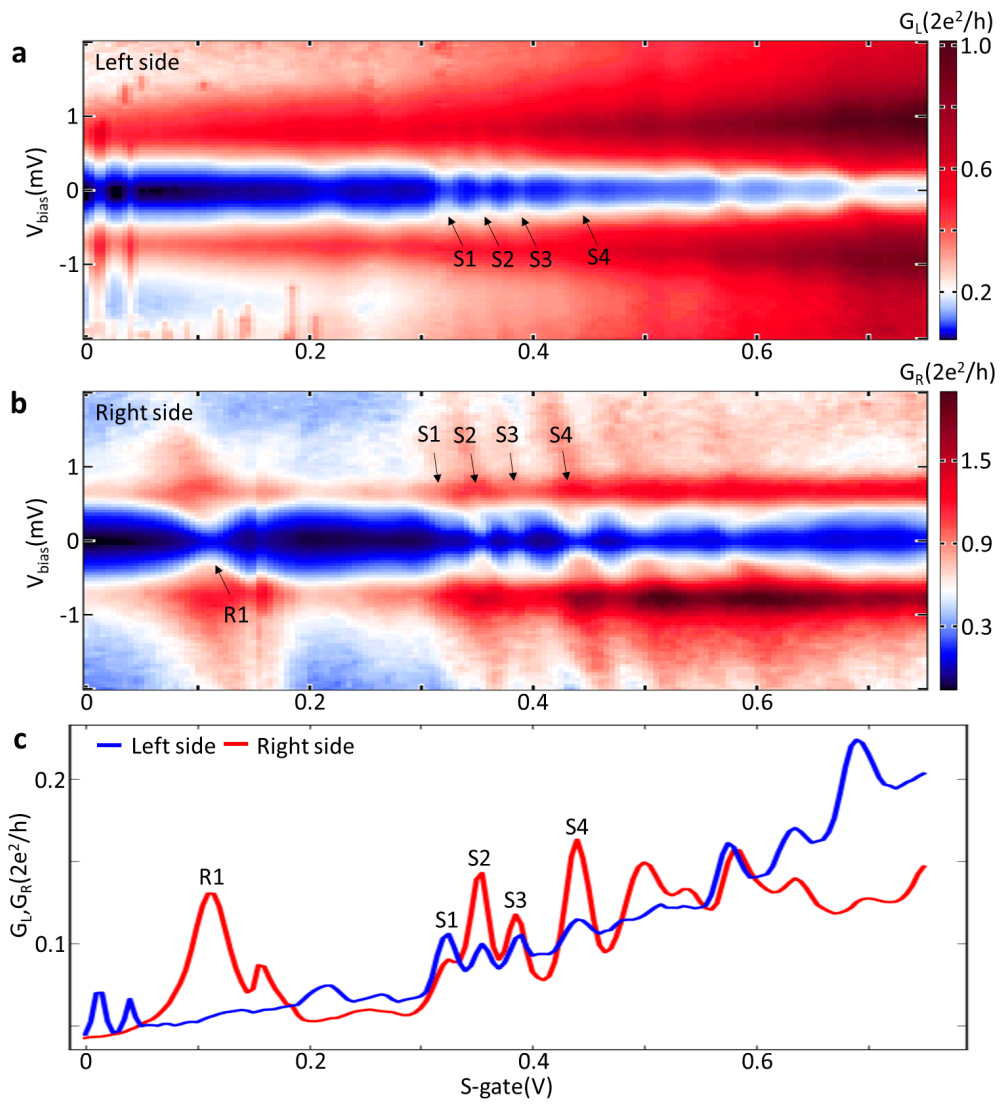 G_L(2e²/h)
a
Left side
1.0
1
0.6
V_bias(mV)
0
S1 S2 S3 S4
-1
0.2
0 0.2 0.4 0.6
G_R(2e²/h)
b
Right side
S1 S2 S3 S4
1
1.5
V_bias(mV)
0
0.9
R1
-1
0.3
0 0.2 0.4 0.6
c
Left side Right side
0.2
S4
R1
S2
S3
S1
G_L,G_R(2e²/h)
0.1
0 0.2 0.4 0.6
S-gate(V)